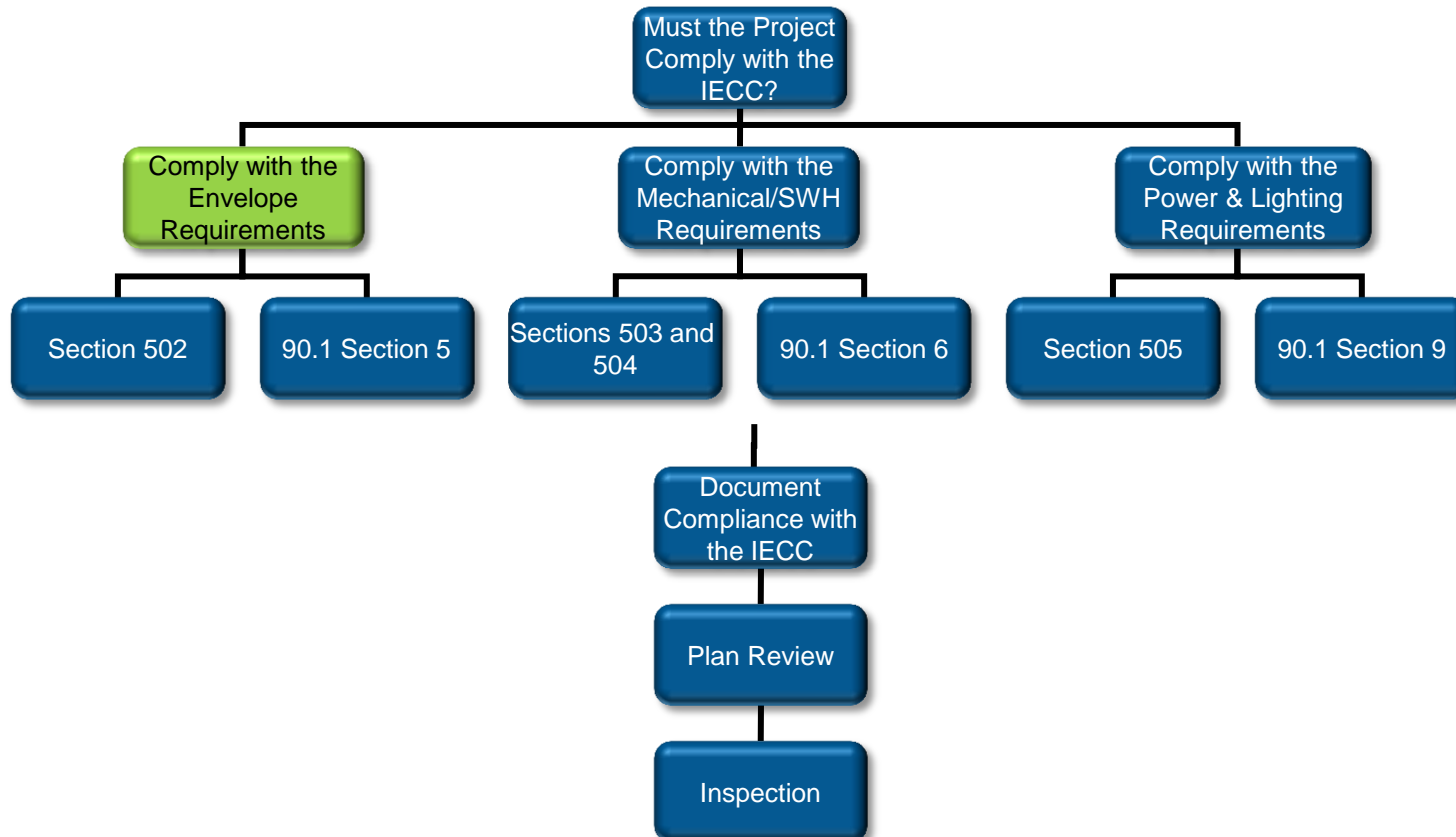 Must the Project
Comply with the
IECC?
Comply with the
Envelope
Requirements
Comply with the
Mechanical/SWH
Requirements
Comply with the
Power & Lighting
Requirements
Section 502
90.1 Section 5
Sections 503 and
504
90.1 Section 6
Section 505
90.1 Section 9
Document
Compliance with
the IECC
Plan Review
Inspection